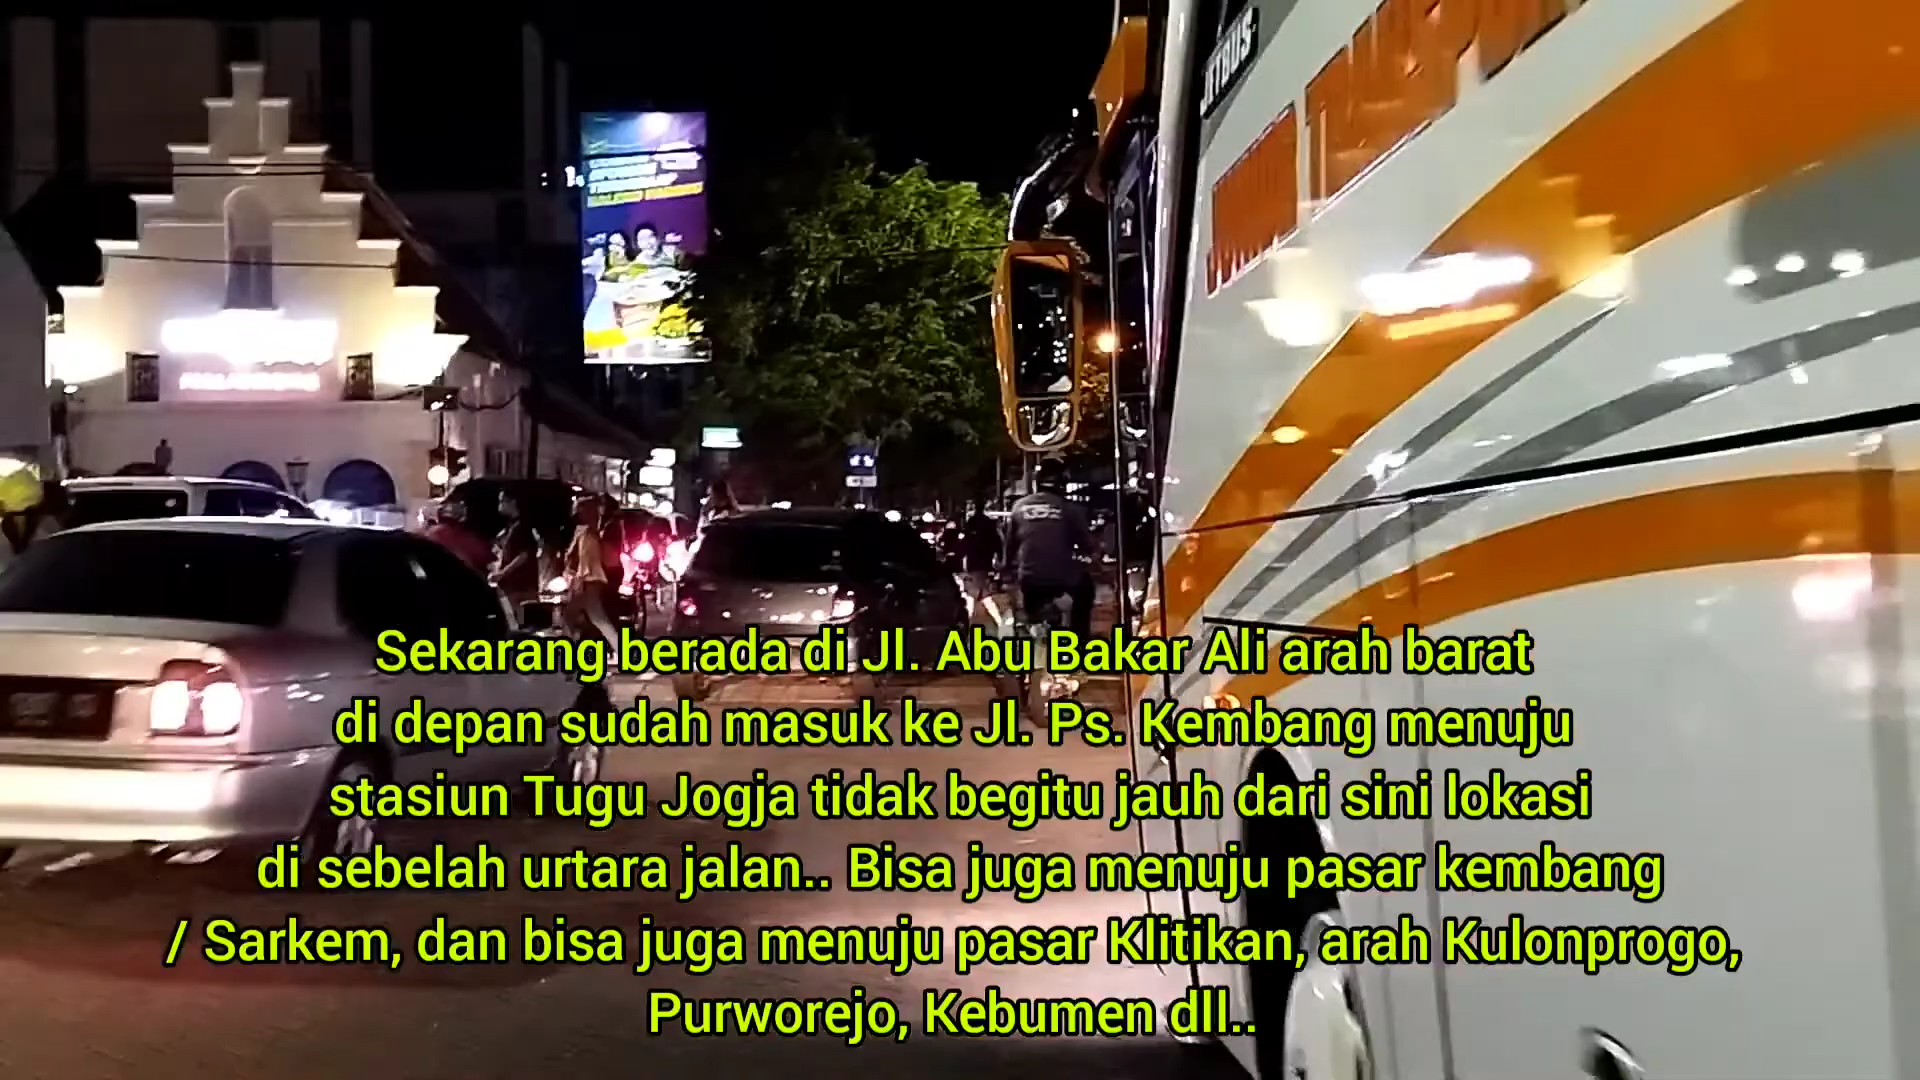 JETBUS
Sekarang berada di Jl. Abu Bakar Ali arah barat
di depan sudah masuk ke Jl. Ps. Kembang menuju
stasiun Tugu Jogja tidak begitu jauh dari sini lokasi
di sebelah urtara jalan.. Bisa juga menuju pasar kembang
/ Sarkem, dan bisa juga menuju pasar Klitikan, arah Kulonprogo,
Purworejo, Kebumen dll..